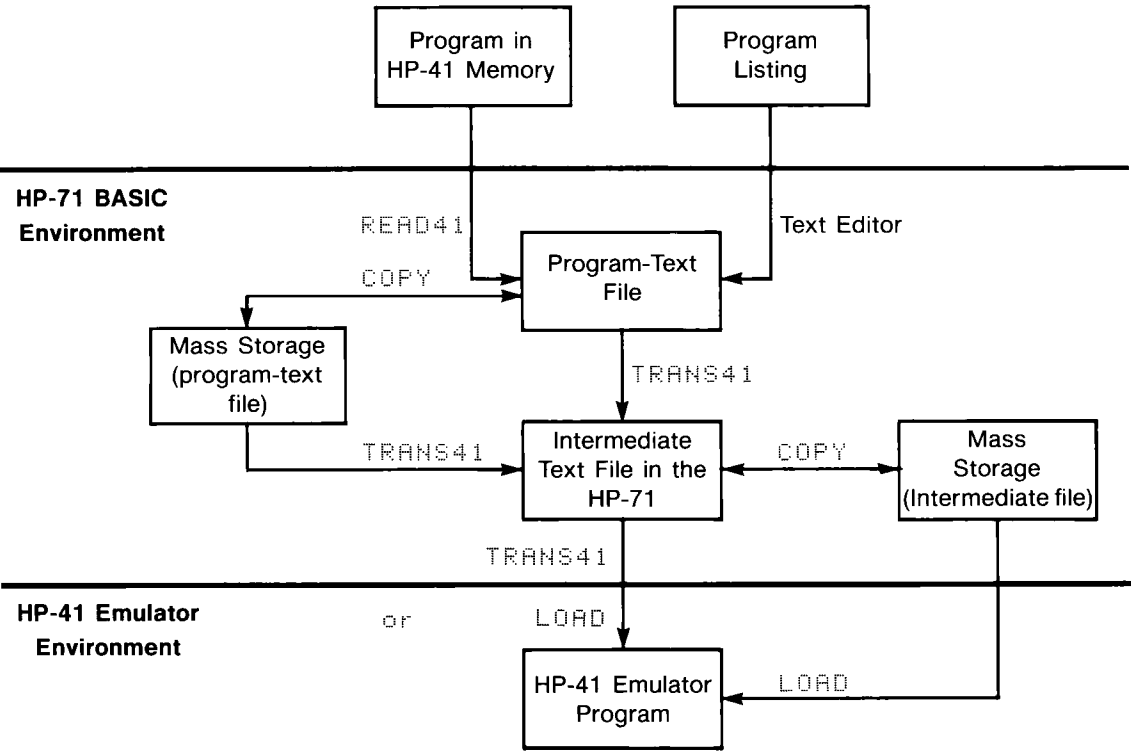 Program in
HP-41 Memory
Program
Listing
HP-71 BASIC
Environment
READ41
Text Editor
Program-Text
File
COPY
Mass Storage
(program-text
file)
TRANS41
TRANS41
Intermediate
Text File in the
HP-71
COPY
Mass
Storage
(Intermediate file)
TRANS41
HP-41 Emulator
Environment
or
LOAD
HP-41 Emulator
Program
LOAD